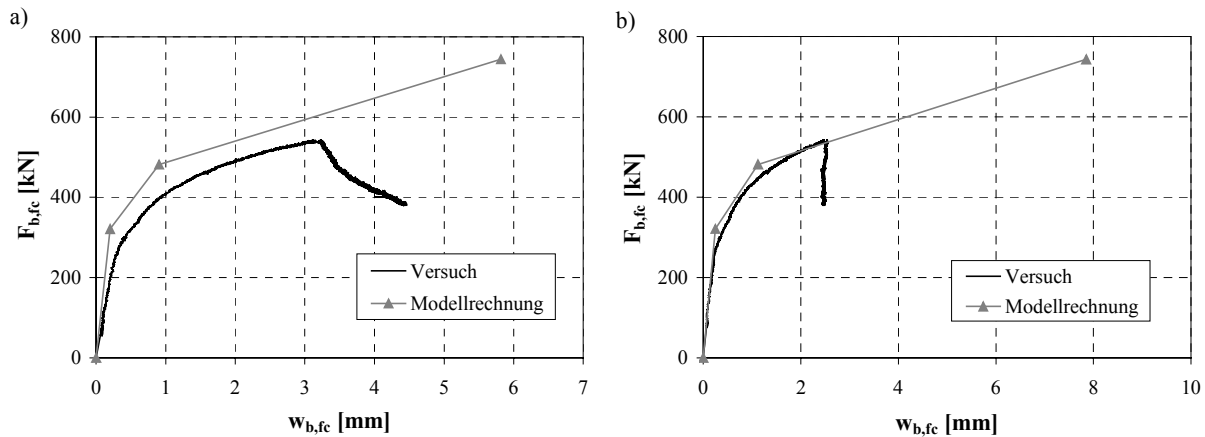 a)
F_b,fc [kN]
800
600
400
200
0
Versuch
Modellrechnung
0 1 2 3 4 5 6 7
w_b,fc [mm]
b)
F_b,fc [kN]
800
600
400
200
0
Versuch
Modellrechnung
0 2 4 6 8 10
w_b,fc [mm]